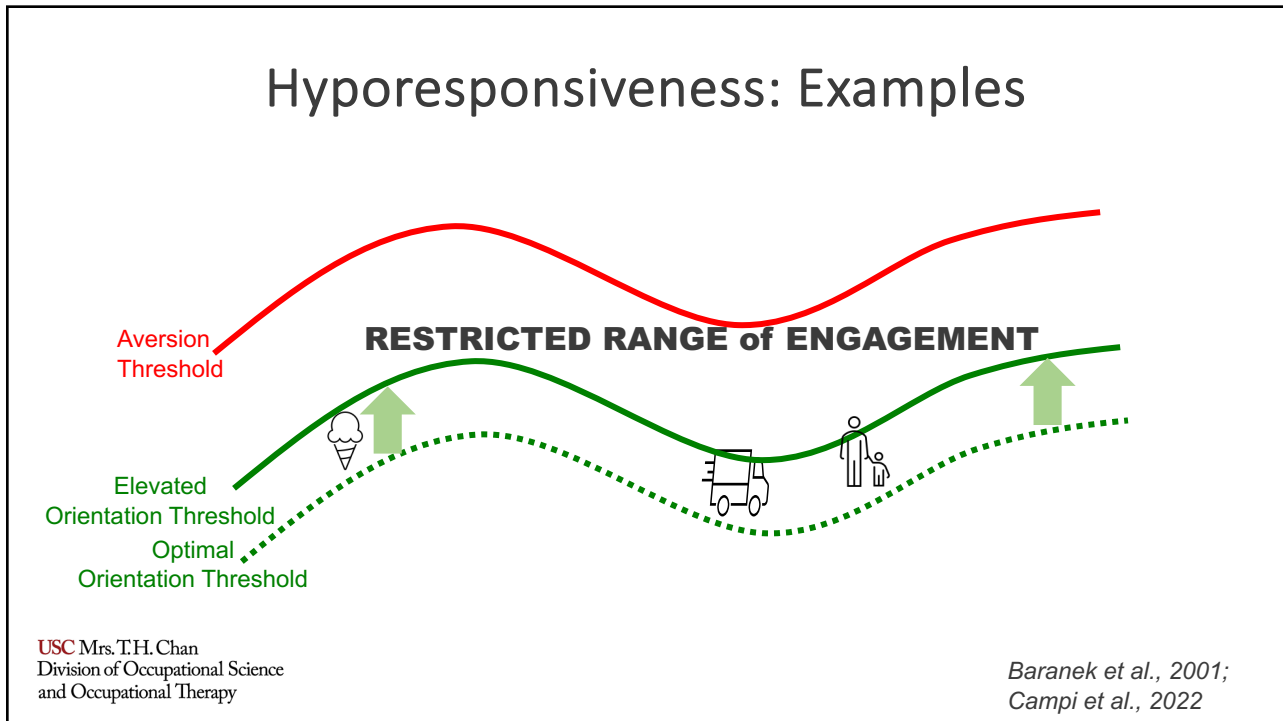 Hyporesponsiveness: Examples
Aversion
Threshold
RESTRICTED RANGE of ENGAGEMENT
Elevated
Orientation Threshold
Optimal
Orientation Threshold
USC Mrs. T.H. Chan
Division of Occupational Science
and Occupational Therapy
Baranek et al., 2001;
Campi et al., 2022